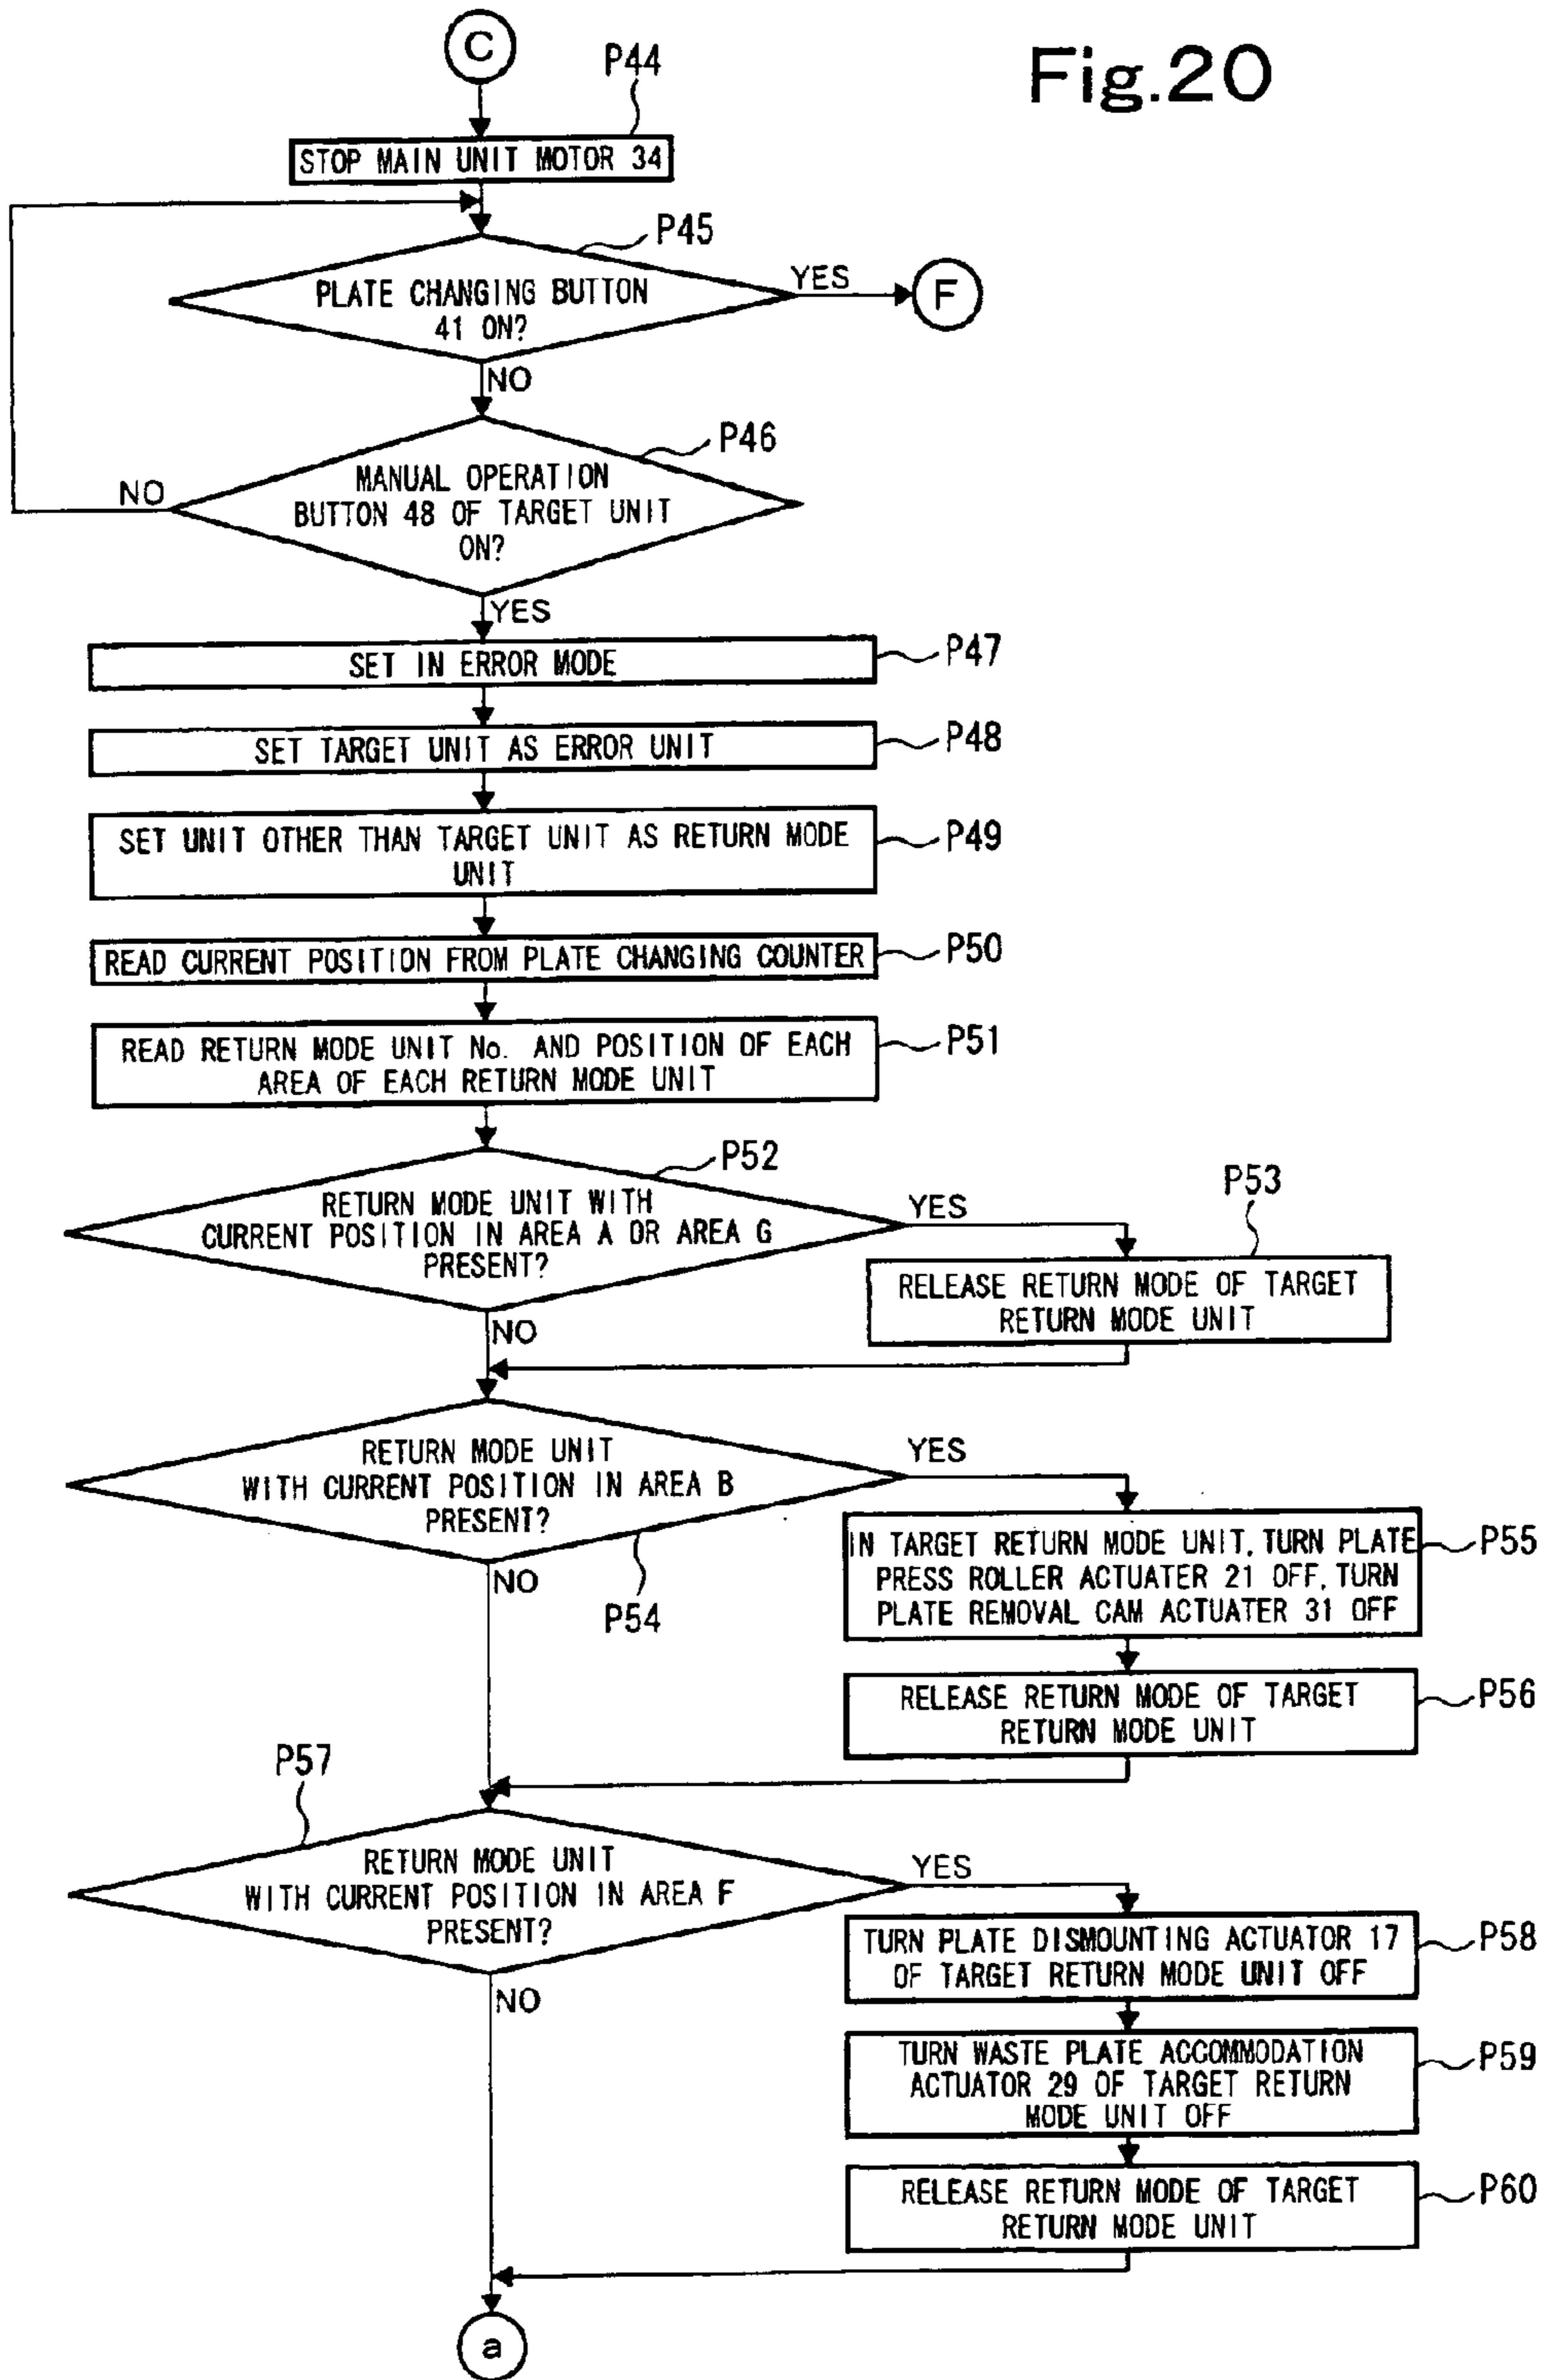 Fig.20
C
P44
STOP MAIN UNIT MOTOR 34
P45
PLATE CHANGING BUTTON
41 ON?
YES
F
NO
P46
MANUAL OPERATION
BUTTON 48 OF TARGET UNIT
ON?
NO
YES
SET IN ERROR MODE
P47
SET TARGET UNIT AS ERROR UNIT
P48
SET UNIT OTHER THAN TARGET UNIT AS RETURN MODE
UNIT
P49
READ CURRENT POSITION FROM PLATE CHANGING COUNTER
P50
READ RETURN MODE UNIT No. AND POSITION OF EACH
AREA OF EACH RETURN MODE UNIT
P51
P52
RETURN MODE UNIT WITH
CURRENT POSITION IN AREA A OR AREA G
PRESENT?
YES
P53
RELEASE RETURN MODE OF TARGET
RETURN MODE UNIT
NO
RETURN MODE UNIT
WITH CURRENT POSITION IN AREA B
PRESENT?
YES
P54
IN TARGET RETURN MODE UNIT, TURN PLATE
PRESS ROLLER ACTUATER 21 OFF, TURN
PLATE REMOVAL CAM ACTUATER 31 OFF
P55
NO
RELEASE RETURN MODE OF TARGET
RETURN MODE UNIT
P56
P57
RETURN MODE UNIT
WITH CURRENT POSITION IN AREA F
PRESENT?
YES
TURN PLATE DISMOUNTING ACTUATOR 17
OF TARGET RETURN MODE UNIT OFF
P58
NO
TURN WASTE PLATE ACCOMMODATION
ACTUATOR 29 OF TARGET RETURN
MODE UNIT OFF
P59
RELEASE RETURN MODE OF TARGET
RETURN MODE UNIT
P60
a